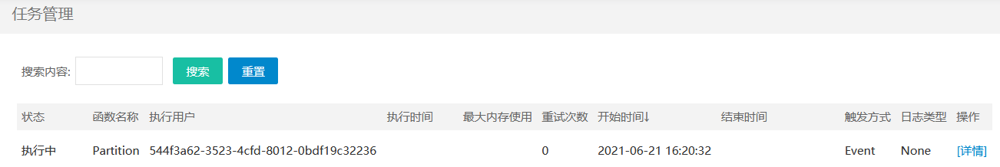 任务管理
搜索内容: 搜索 重置
状态 函数名称 执行用户 执行时间 最大内存使用 重试次数 开始时间↓ 结束时间 触发方式 日志类型 操作
执行中 Partition 544f3a62-3523-4cfd-8012-0bdf19c32236 0 2021-06-21 16:20:32 Event None [详情]